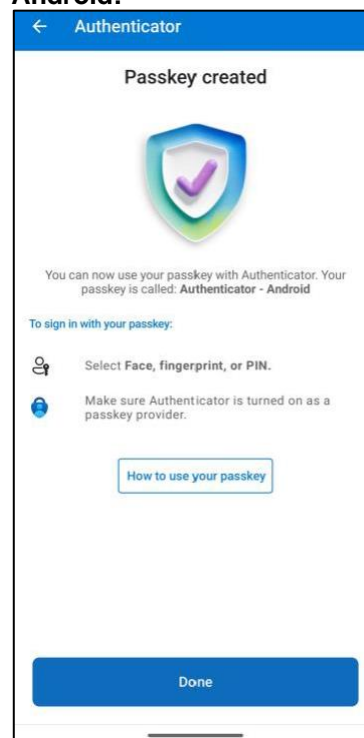 Android:
Authenticator
Passkey created
You can now use your passkey with Authenticator. Your
passkey is called: Authenticator - Android
To sign in with your passkey:
Select Face, fingerprint, or PIN.
Make sure Authenticator is turned on as a
passkey provider.
How to use your passkey
Done